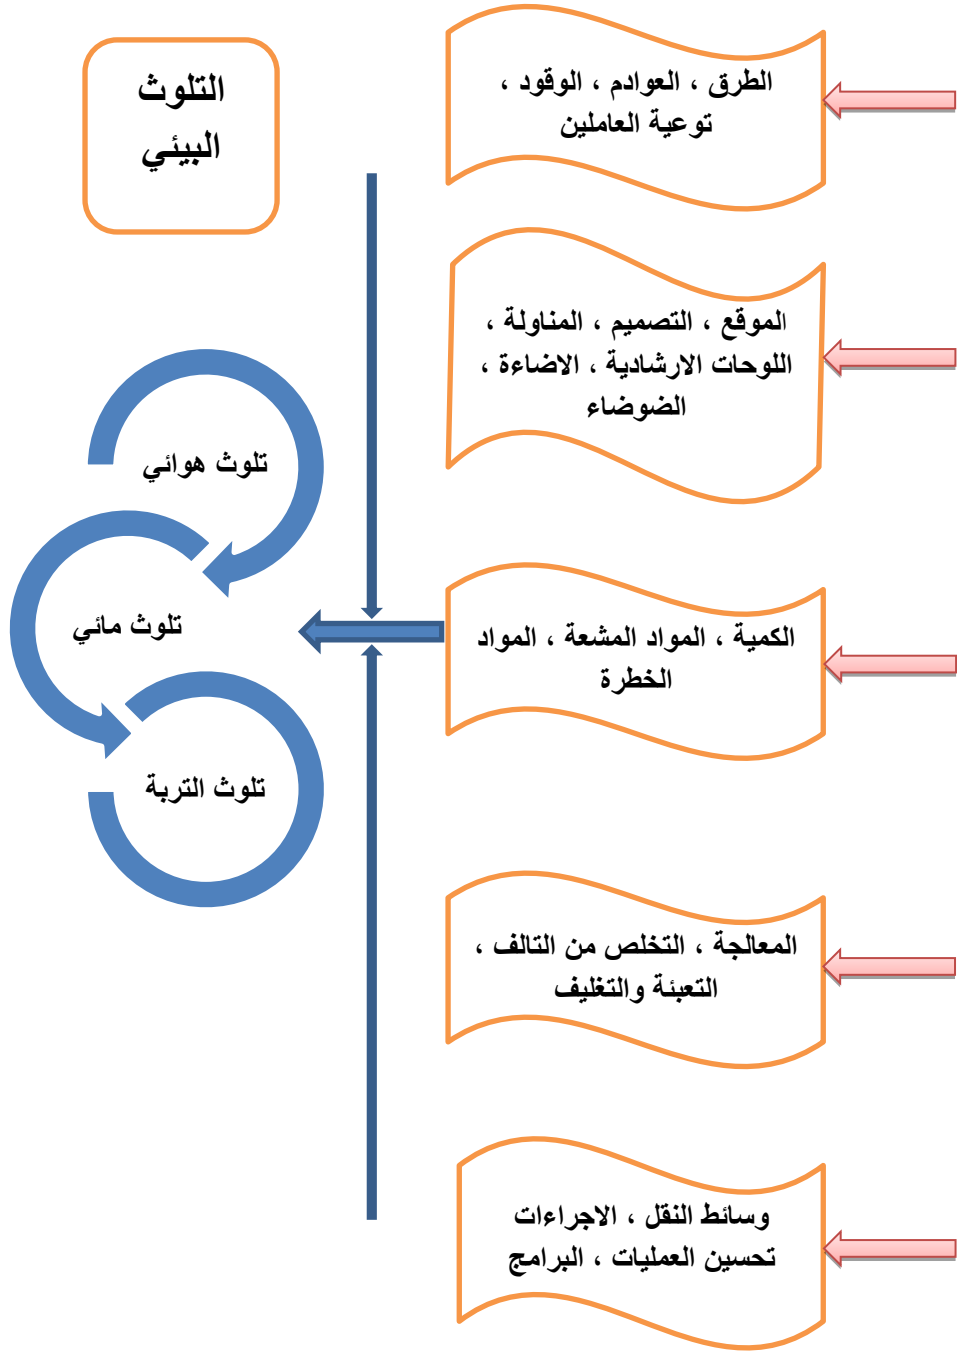 الطرق ، العوادم ، الوقود ،
توعية العاملين
الموقع ، التصميم ، المناولة ،
اللوحات الارشادية ، الاضاءة ،
الضوضاء
الكمية ، المواد المشعة ، المواد
الخطرة
المعالجة ، التخلص من التالف ،
التعبئة والتغليف
وسائط النقل ، الاجراءات
تحسين العمليات ، البرامج
التلوث
البيئي
تلوث هوائي
تلوث مائي
تلوث التربة